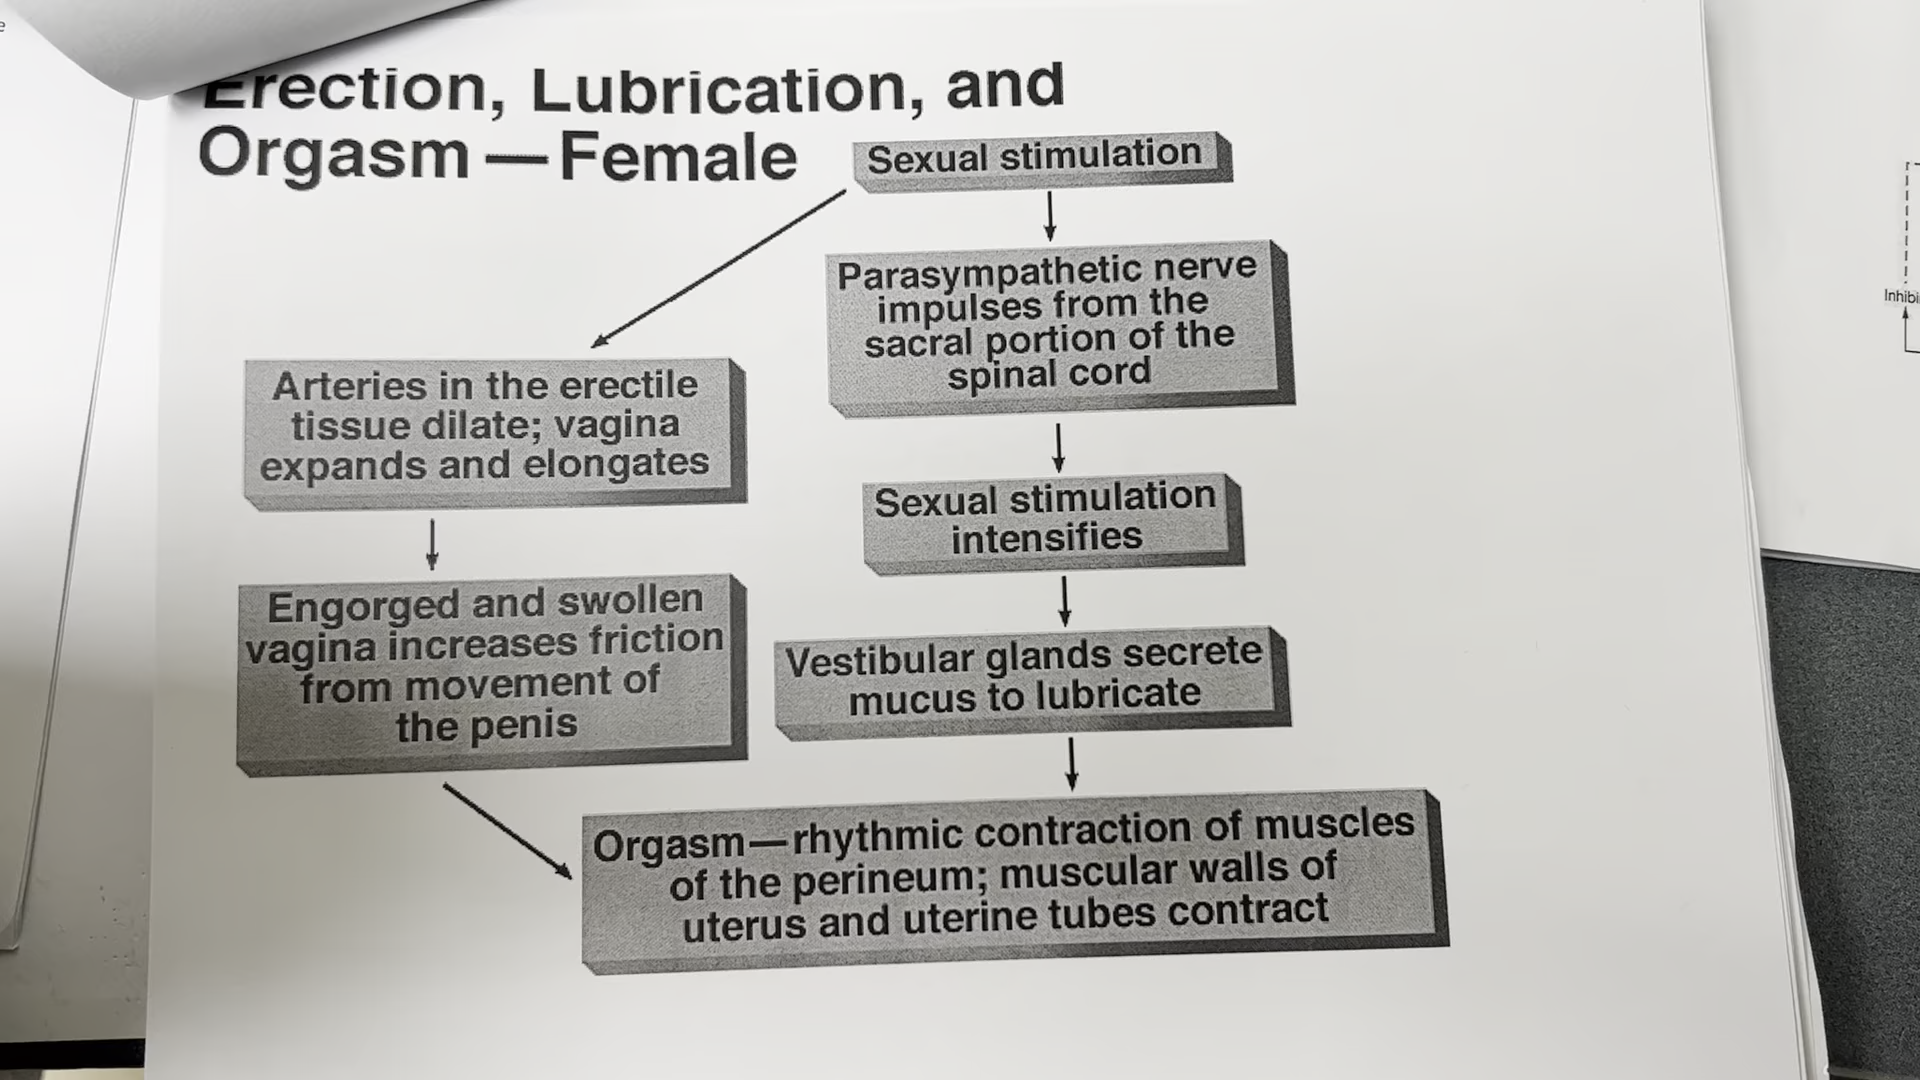 Erection, Lubrication, and
Orgasm — Female
Sexual stimulation
Parasympathetic nerve
impulses from the
sacral portion of the
spinal cord
Arteries in the erectile
tissue dilate; vagina
expands and elongates
Sexual stimulation
intensifies
Engorged and swollen
vagina increases friction
from movement of
the penis
Vestibular glands secrete
mucus to lubricate
Orgasm—rhythmic contraction of muscles
of the perineum; muscular walls of
uterus and uterine tubes contract